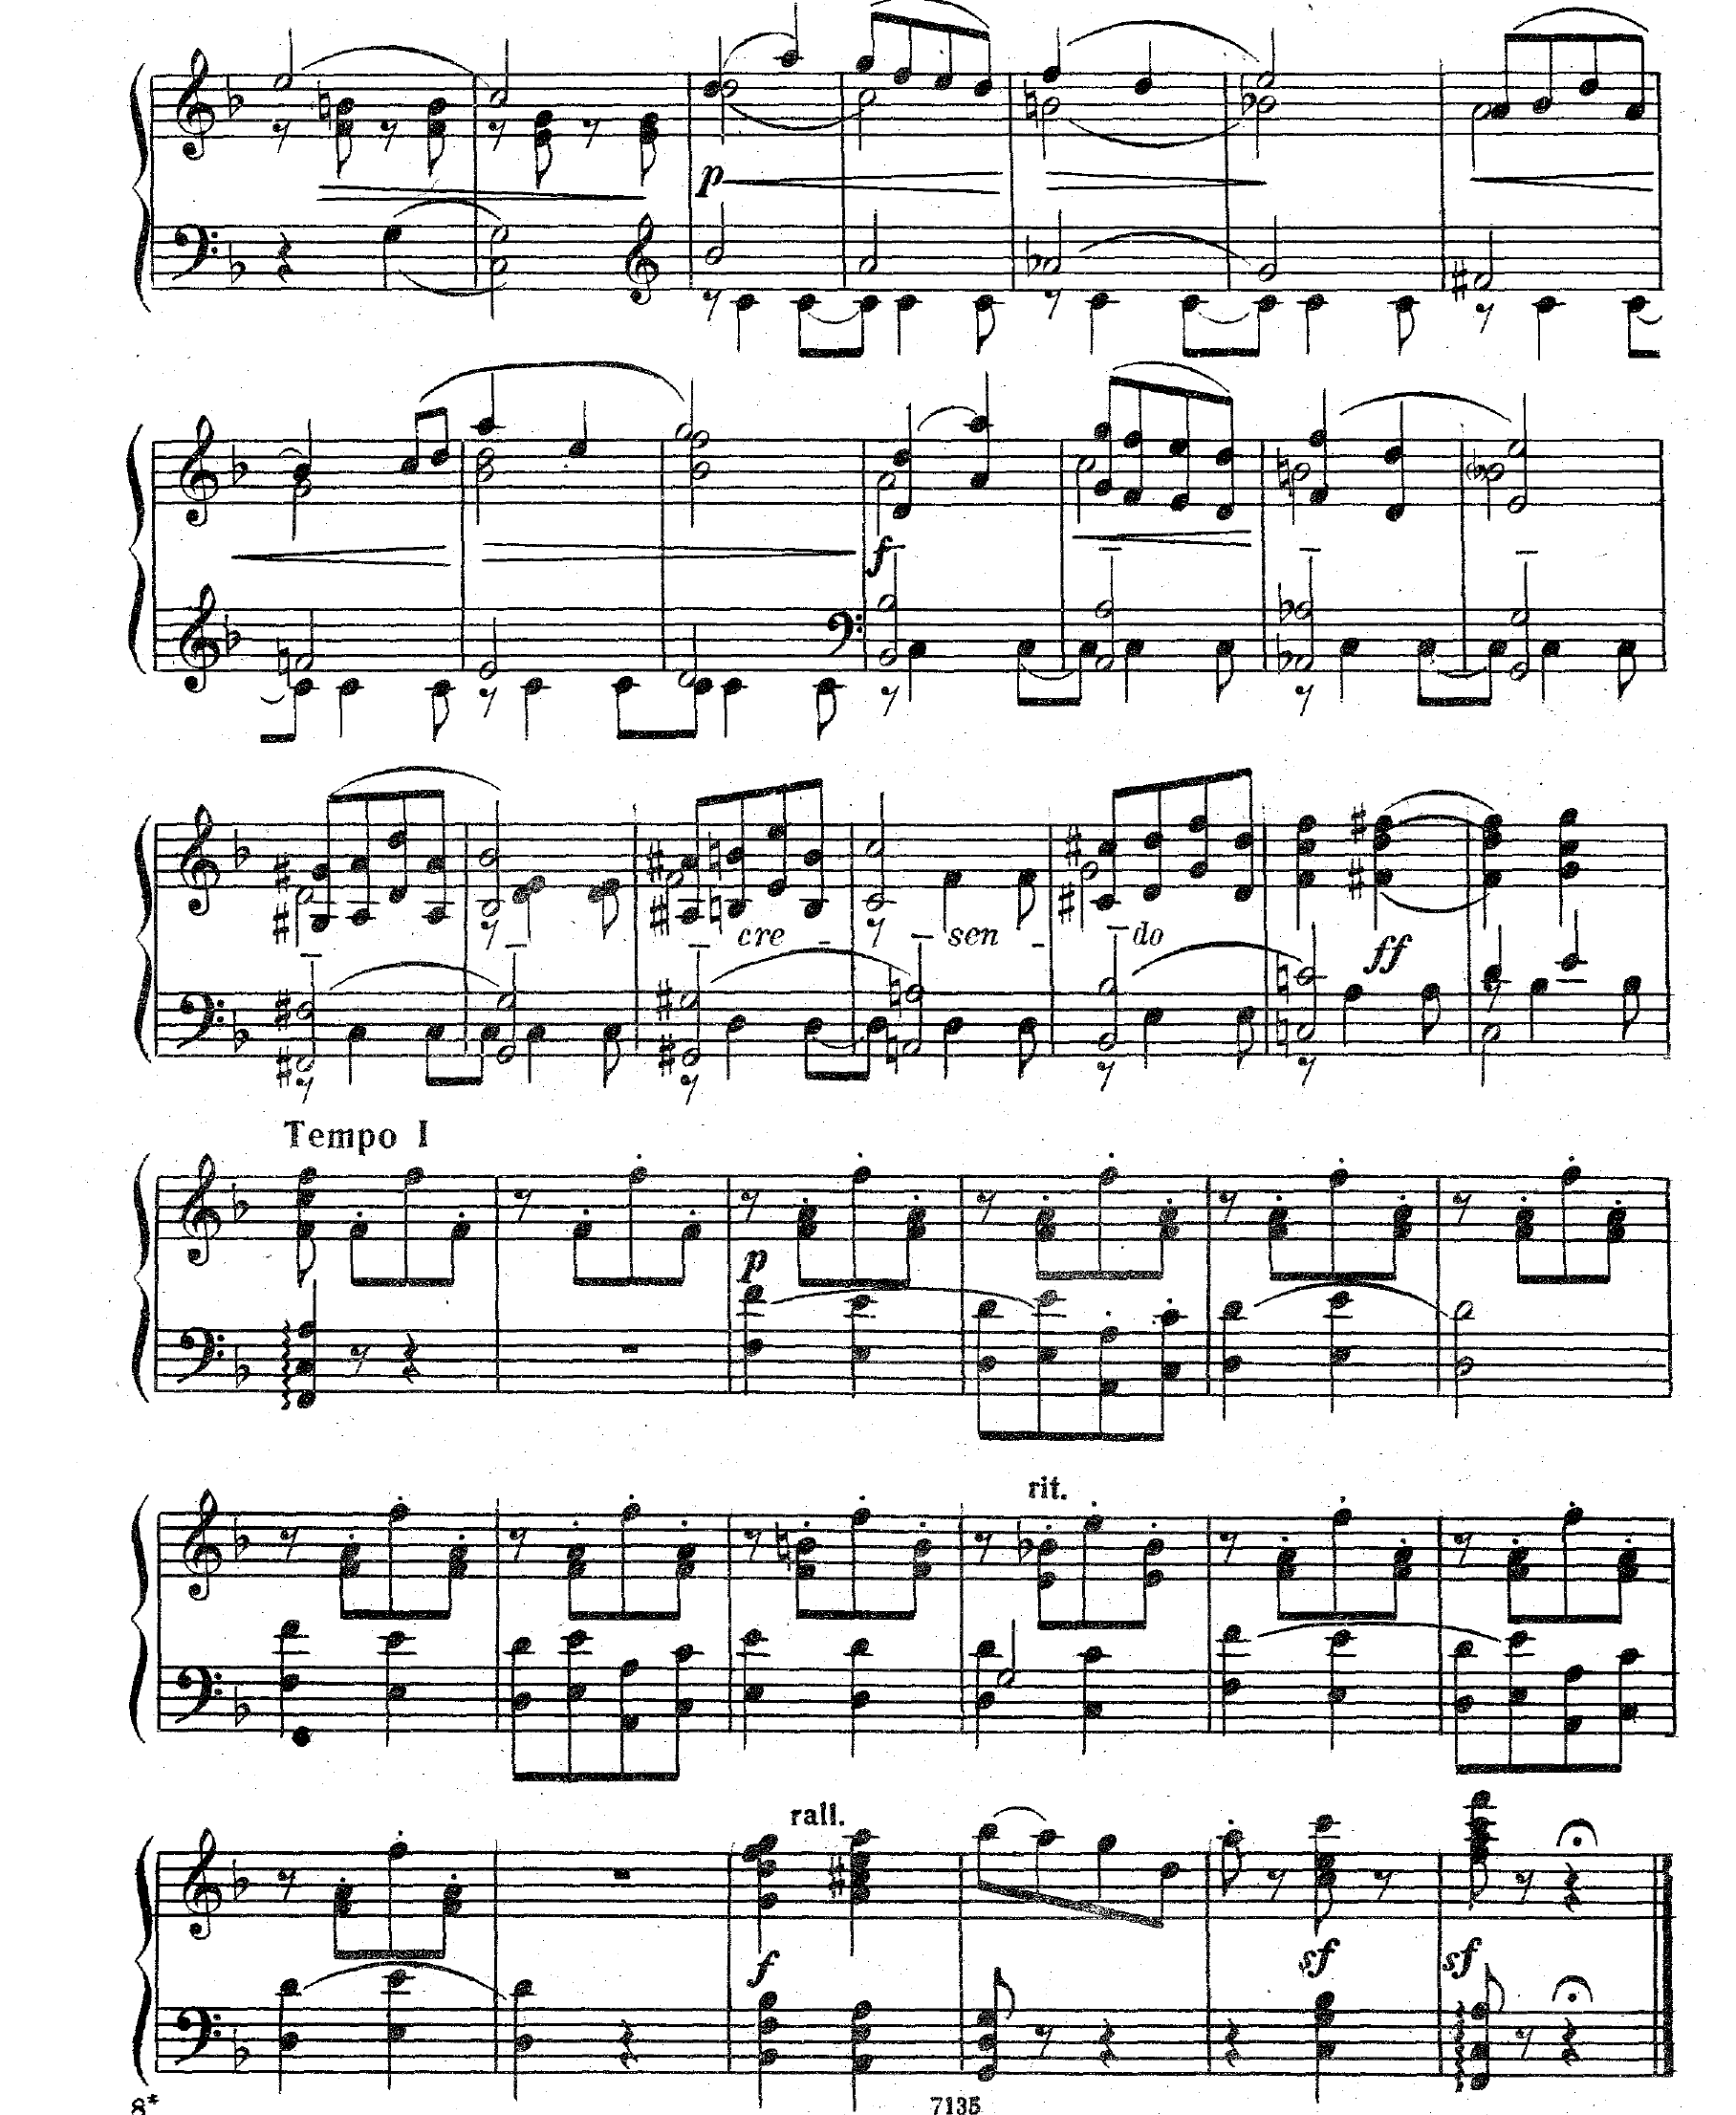 p
f
cre - sen - do
ff
Tempo I
p
rit.
rall.
f sf sf
8* 7135